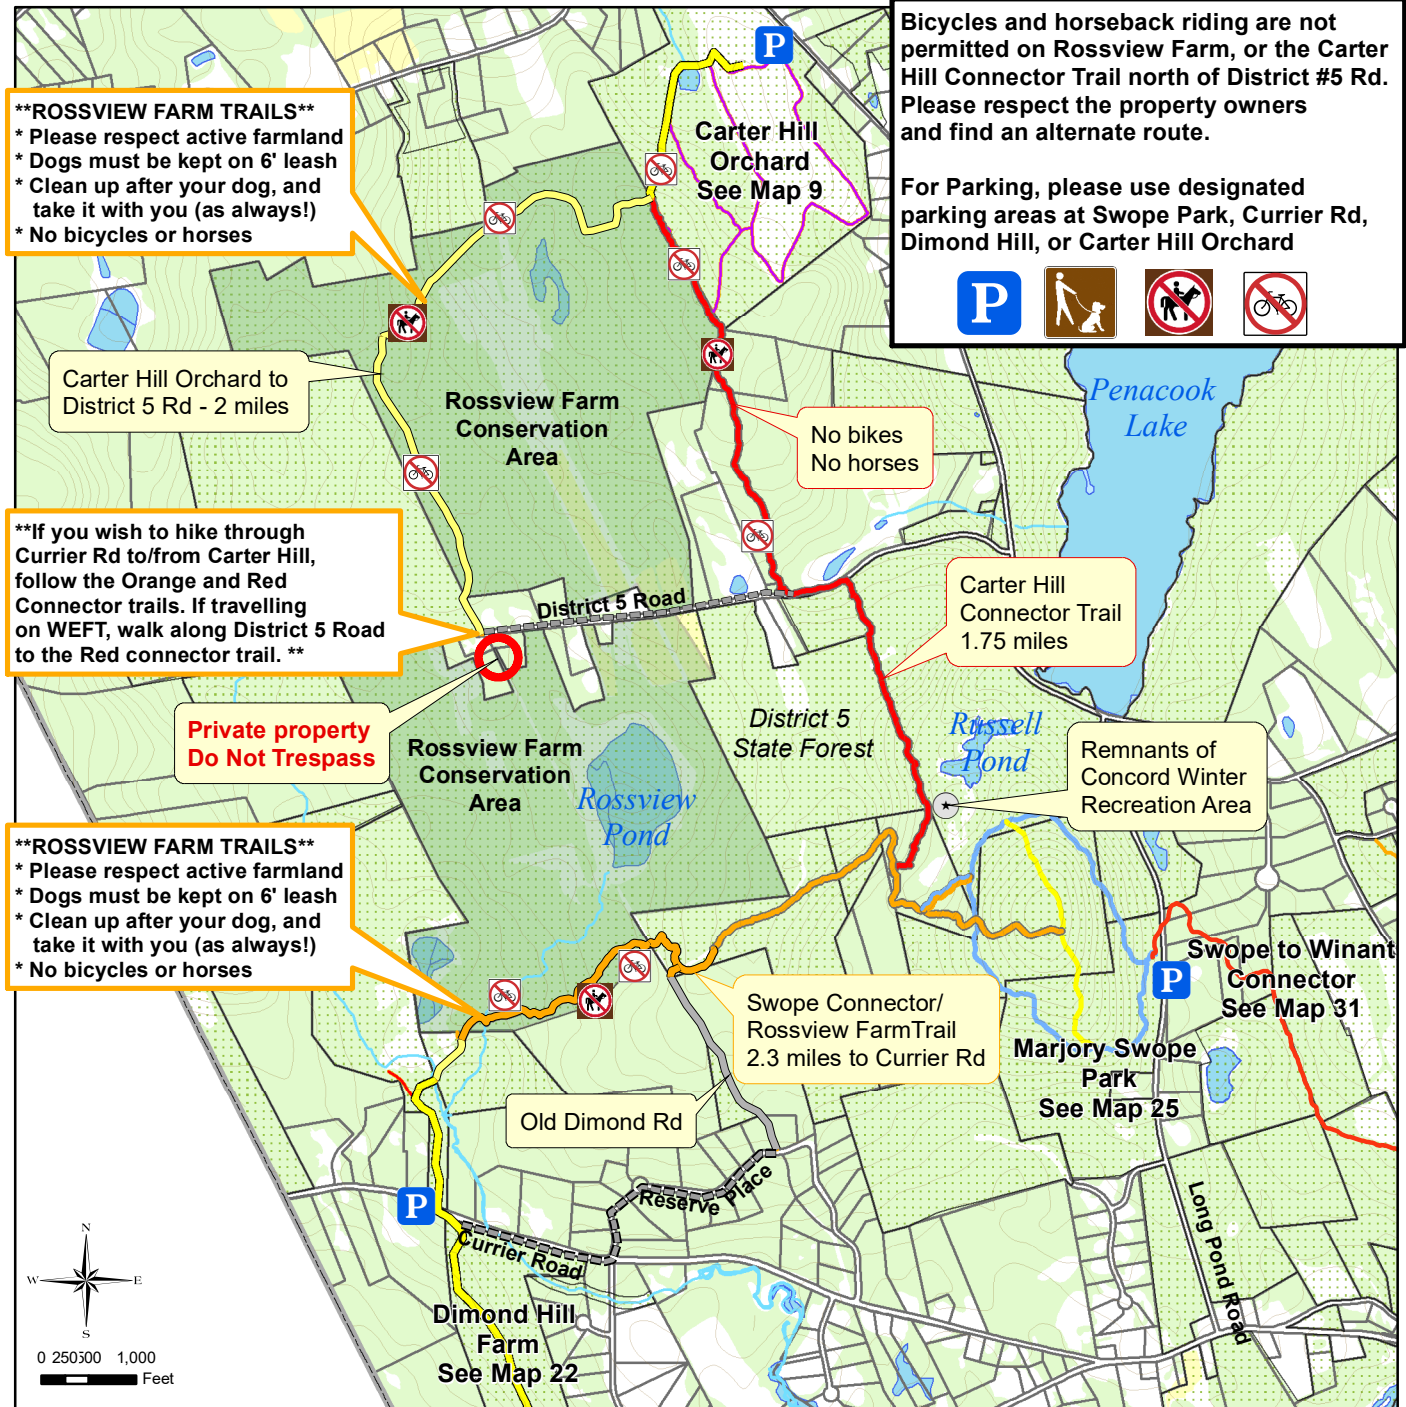 Bicycles and horseback riding are not
permitted on Rossview Farm, or the Carter
Hill Connector Trail north of District #5 Rd.
Please respect the property owners
and find an alternate route.
For Parking, please use designated
parking areas at Swope Park, Currier Rd,
Dimond Hill, or Carter Hill Orchard
P
P
**ROSSVIEW FARM TRAILS**
* Please respect active farmland
* Dogs must be kept on 6' leash
* Clean up after your dog, and
take it with you (as always!)
* No bicycles or horses
Carter Hill
Orchard
See Map 9
Carter Hill Orchard to
District 5 Rd - 2 miles
Rossview Farm
Conservation
Area
No bikes
No horses
Penacook
Lake
**If you wish to hike through
Currier Rd to/from Carter Hill,
follow the Orange and Red
Connector trails. If travelling
on WEFT, walk along District 5 Road
to the Red connector trail. **
District 5 Road
Carter Hill
Connector Trail
1.75 miles
Private property
Do Not Trespass
Rossview Farm
Conservation
Area
Rossview
Pond
District 5
State Forest
Russell
Pond
Remnants of
Concord Winter
Recreation Area
**ROSSVIEW FARM TRAILS**
* Please respect active farmland
* Dogs must be kept on 6' leash
* Clean up after your dog, and
take it with you (as always!)
* No bicycles or horses
Swope to Winant
Connector
See Map 31
P
Swope Connector/
Rossview FarmTrail
2.3 miles to Currier Rd
Marjory Swope
Park
See Map 25
Old Dimond Rd
Reserve Place
P
Currier Road
Long Pond Road
Dimond Hill
Farm
See Map 22
N
W E
S
0 250500 1,000
Feet